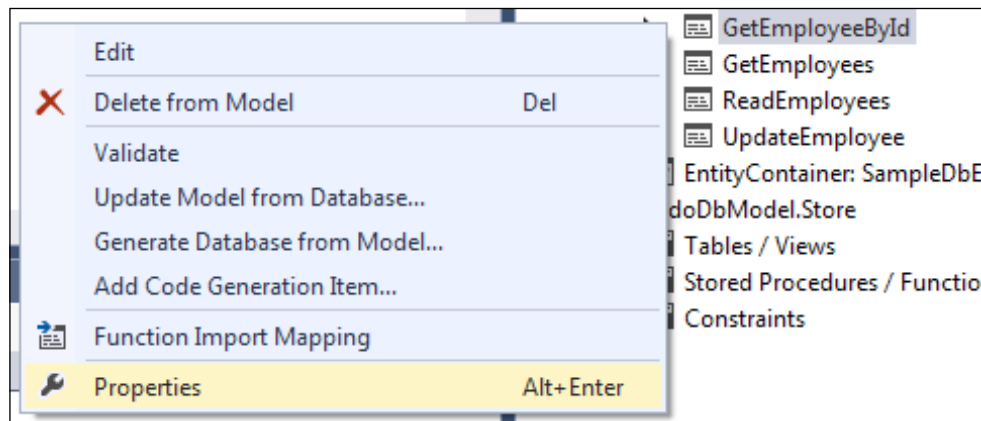 Edit
Delete from Model Del
Validate
Update Model from Database...
Generate Database from Model...
Add Code Generation Item...
Function Import Mapping
Properties Alt+Enter
GetEmployeeById
GetEmployees
ReadEmployees
UpdateEmployee
EntityContainer: SampleDbE
doDbModel.Store
Tables / Views
Stored Procedures / Functio
Constraints